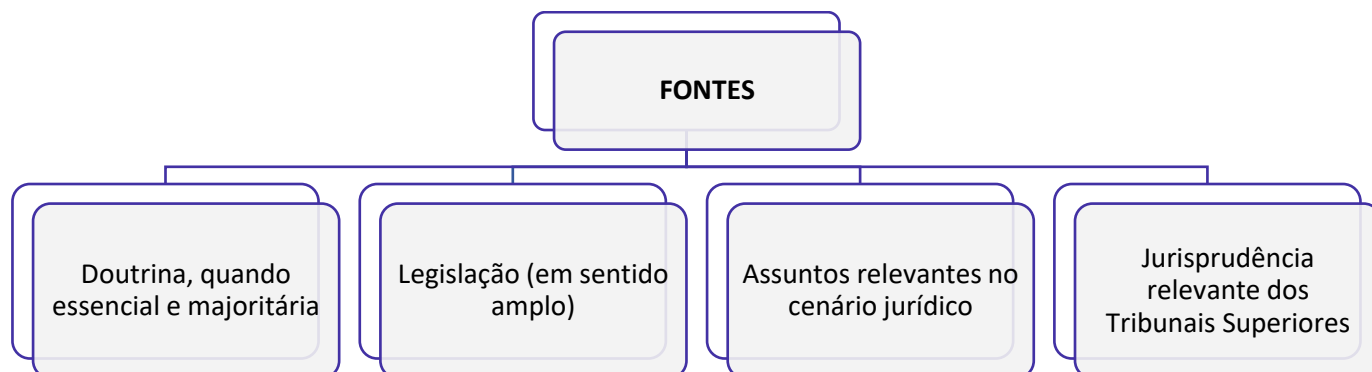 FONTES
Doutrina, quando
essencial e majoritária
Legislação (em sentido
amplo)
Assuntos relevantes no
cenário jurídico
Jurisprudência
relevante dos
Tribunais Superiores